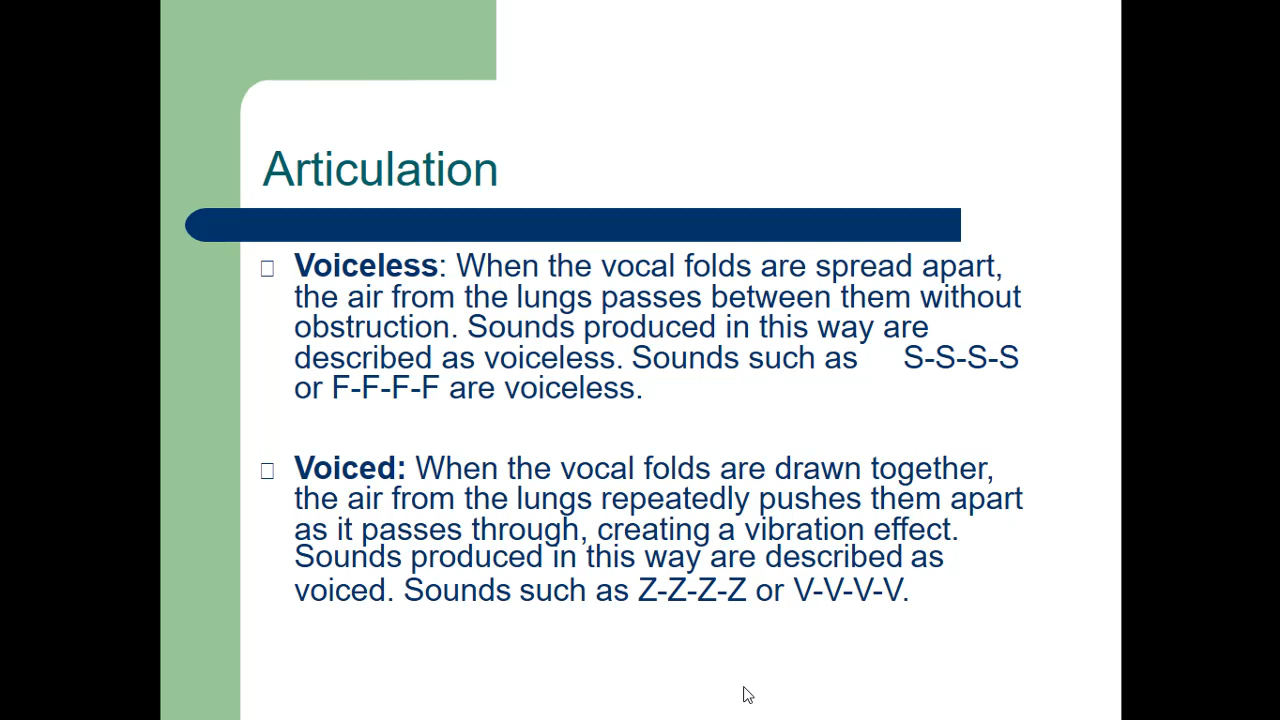 Articulation
Voiceless: When the vocal folds are spread apart,
the air from the lungs passes between them without
obstruction. Sounds produced in this way are
described as voiceless. Sounds such as S-S-S-S
or F-F-F-F are voiceless.
Voiced: When the vocal folds are drawn together,
the air from the lungs repeatedly pushes them apart
as it passes through, creating a vibration effect.
Sounds produced in this way are described as
voiced. Sounds such as Z-Z-Z-Z or V-V-V-V.